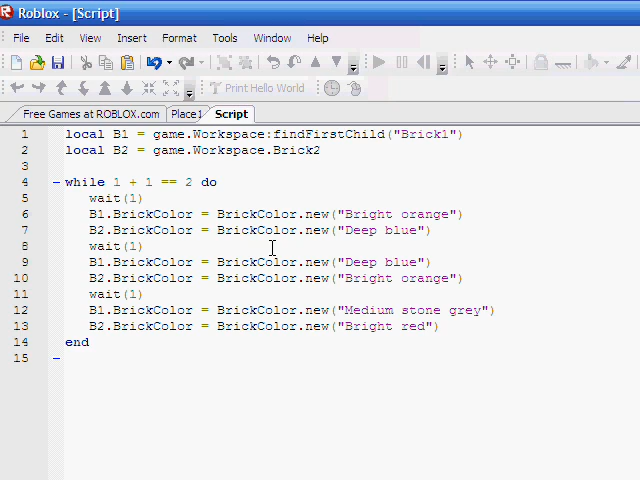 Roblox - [Script]
File Edit View Insert Format Tools Window Help
Print Hello World
Free Games at ROBLOX.com Place1 Script
1 local B1 = game.Workspace:findFirstChild("Brick1")
2 local B2 = game.Workspace.Brick2
3
4 while 1 + 1 == 2 do
5 wait(1)
6 B1.BrickColor = BrickColor.new("Bright orange")
7 B2.BrickColor = BrickColor.new("Deep blue")
8 wait(1)
9 B1.BrickColor = BrickColor.new("Deep blue")
10 B2.BrickColor = BrickColor.new("Bright orange")
11 wait(1)
12 B1.BrickColor = BrickColor.new("Medium stone grey")
13 B2.BrickColor = BrickColor.new("Bright red")
14 end
15